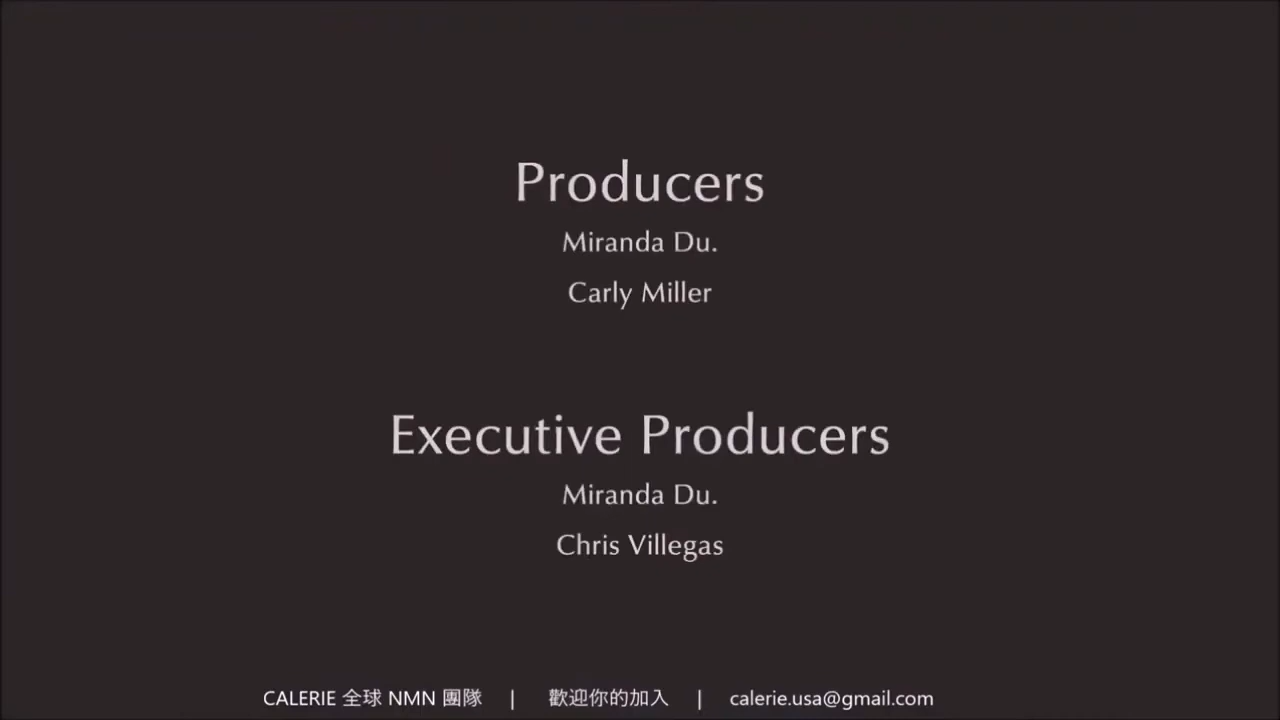 Producers
Miranda Du.
Carly Miller
Executive Producers
Miranda Du.
Chris Villegas
CALERIE 全球 NMN 團隊 | 歡迎你的加入 | calerie.usa@gmail.com